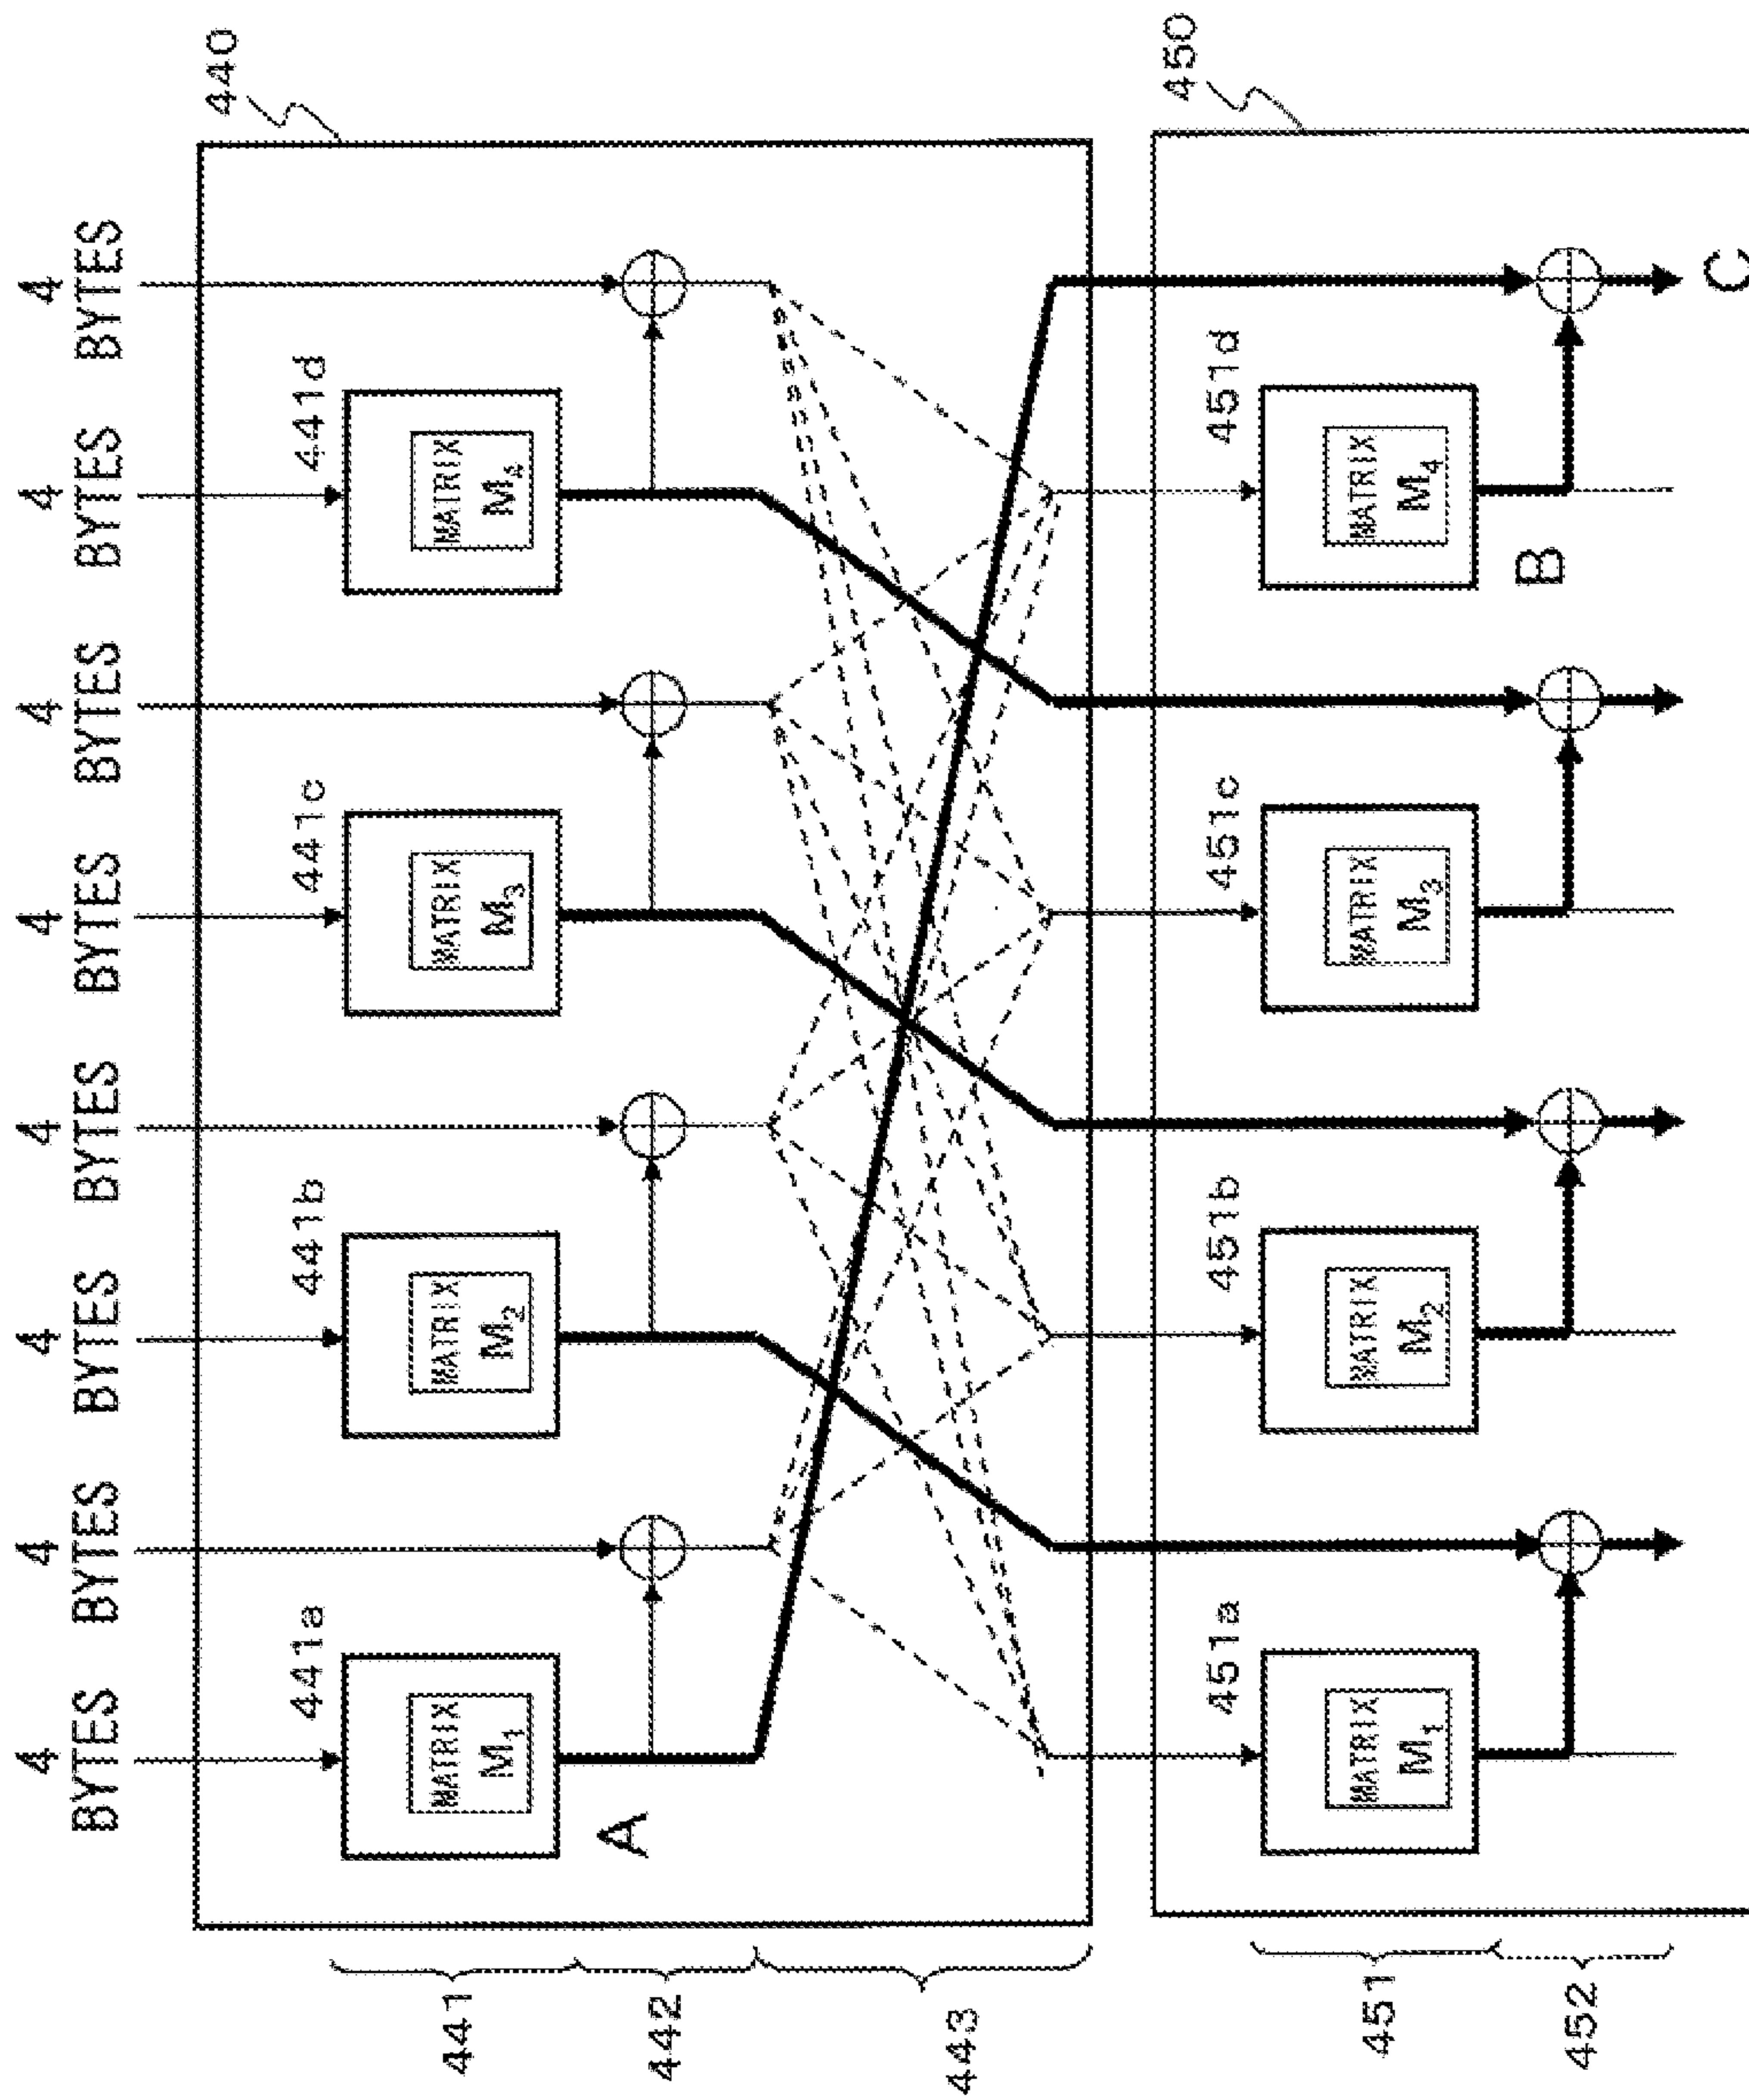 4
BYTES
4
BYTES
4
BYTES
4
BYTES
4
BYTES
4
BYTES
4
BYTES
4
BYTES
440
441a
441b
441c
441d
MATRIX
M1
MATRIX
M2
MATRIX
M3
MATRIX
M4
441
A
442
443
450
451a
451b
451c
451d
MATRIX
M1
MATRIX
M2
MATRIX
M3
MATRIX
M4
451
B
452
C